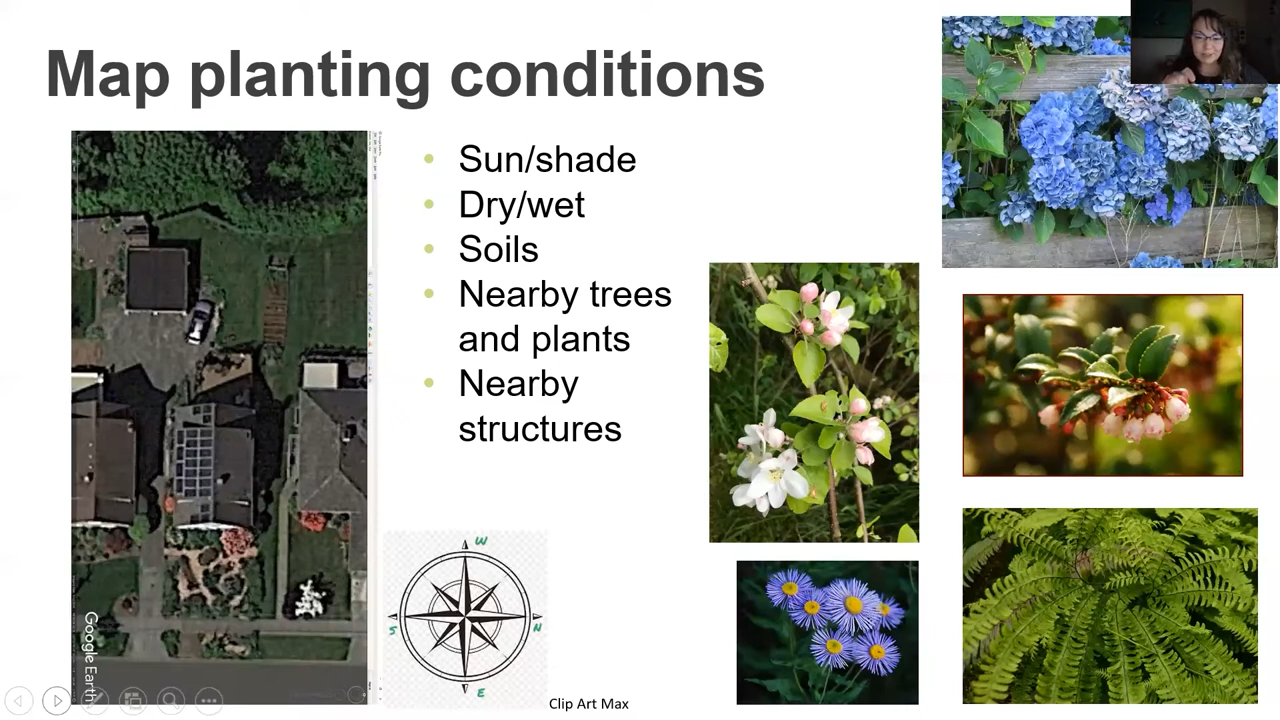 Map planting conditions
Sun/shade
Dry/wet
Soils
Nearby trees
and plants
Nearby
structures
Google Earth
W
S
N
E
Clip Art Max